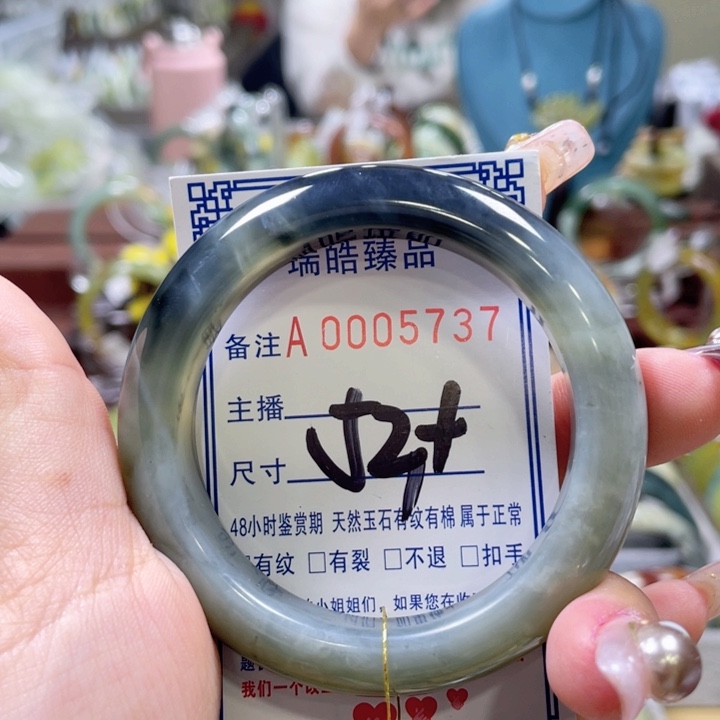 瑞皓臻品
备注 A 0005737
主播
尺寸
48小时鉴赏期 天然玉石有纹有棉 属于正常
有纹 □有裂 □不退 □扣手
小姐姐们，如果您在收
我们一个